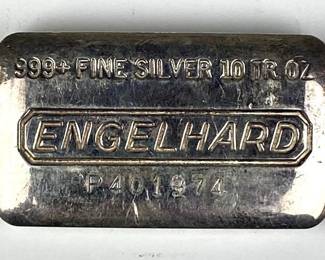 999+ FINE SILVER 10 TR OZ
ENGELHARD
P401974